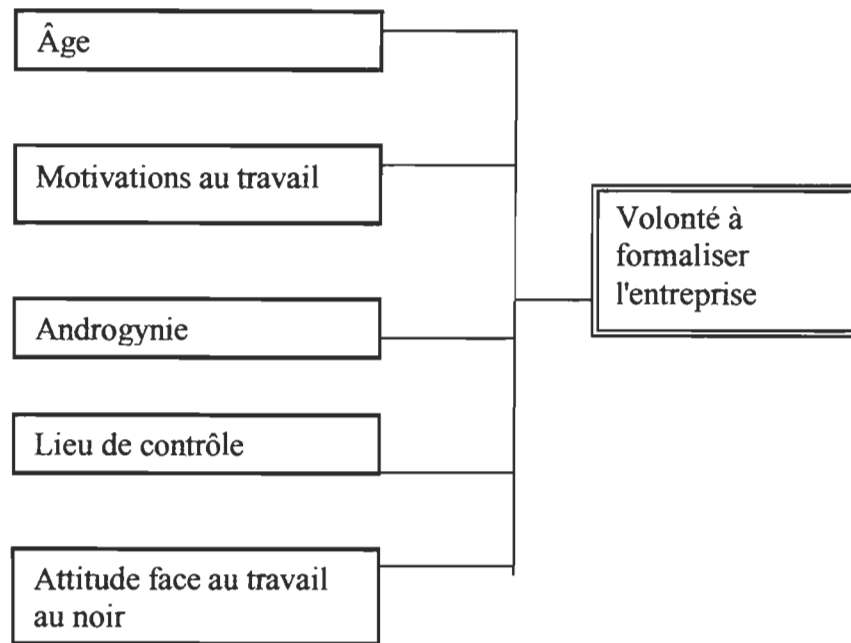 Âge
Motivations au travail
Androgynie
Lieu de contrôle
Attitude face au travail
au noir
Volonté à
formaliser
l'entreprise